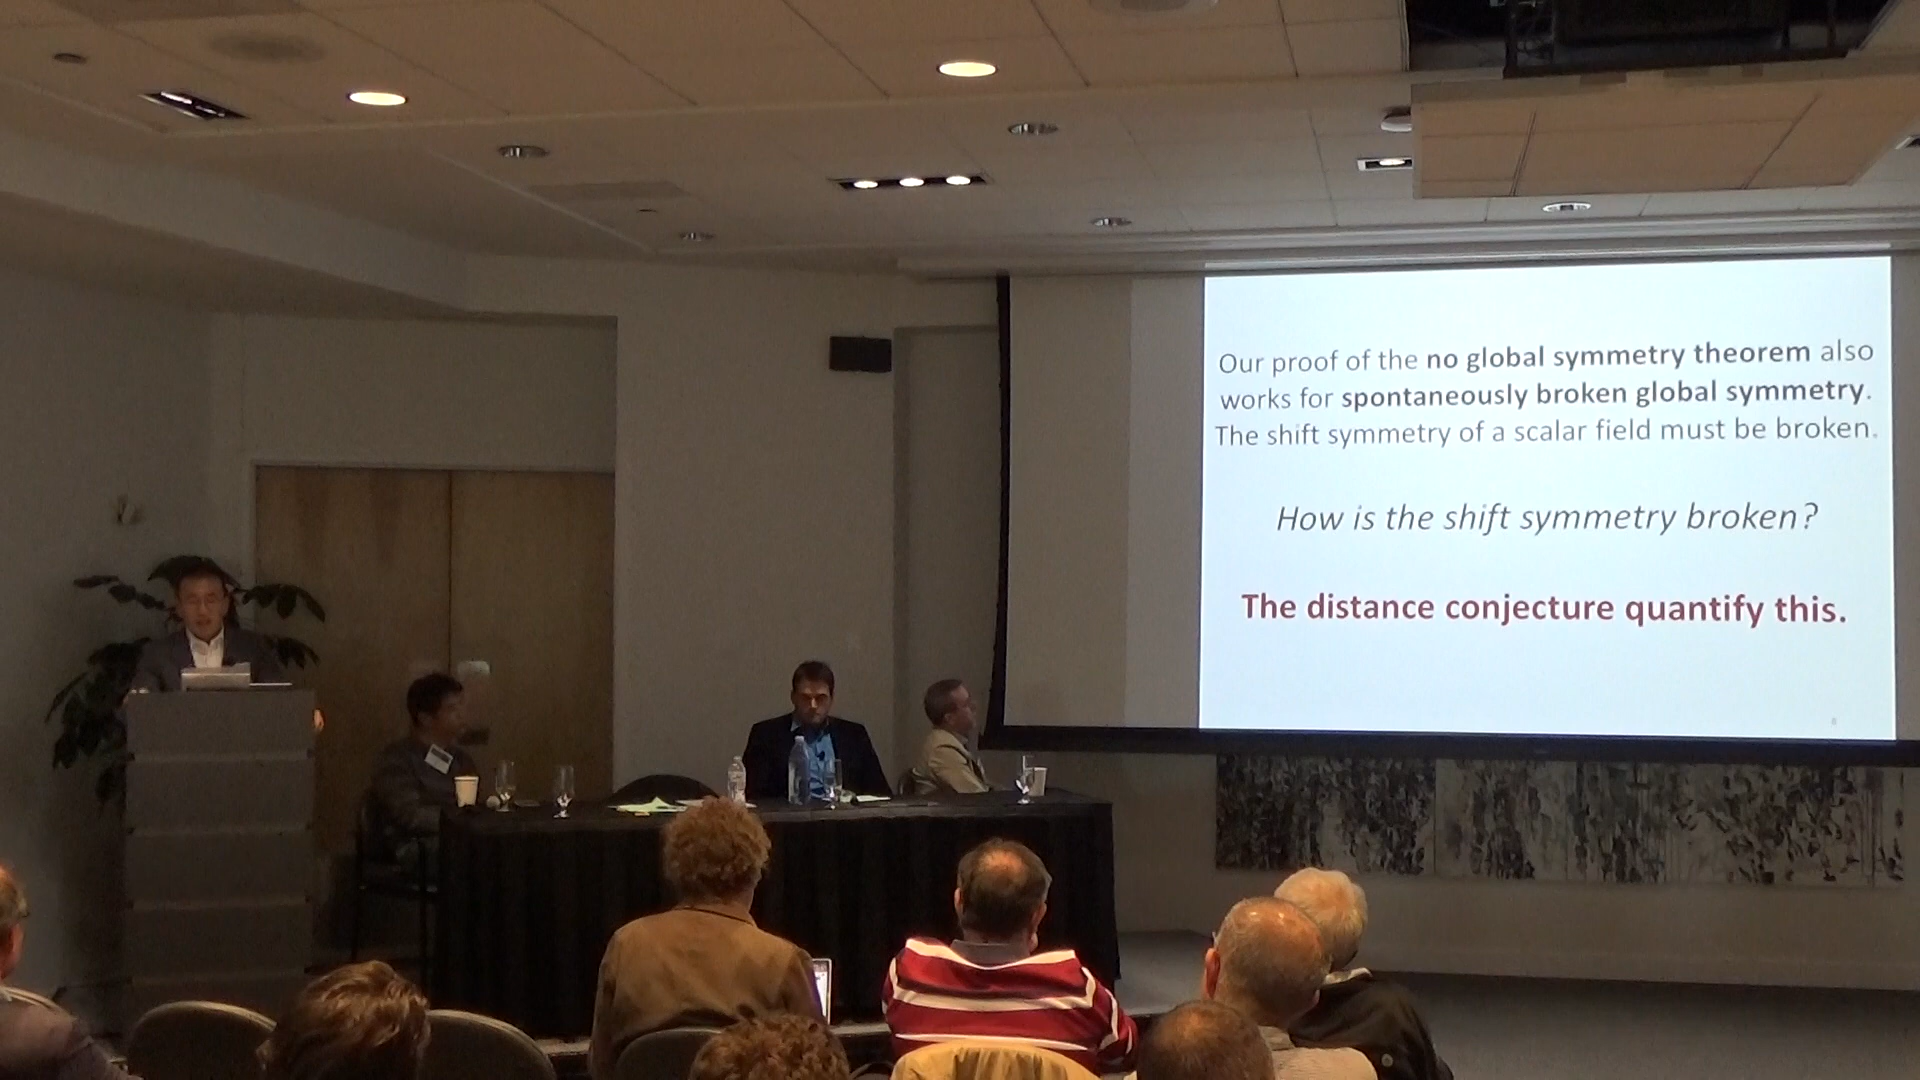 Our proof of the no global symmetry theorem also
works for spontaneously broken global symmetry.
The shift symmetry of a scalar field must be broken.
How is the shift symmetry broken?
The distance conjecture quantify this.